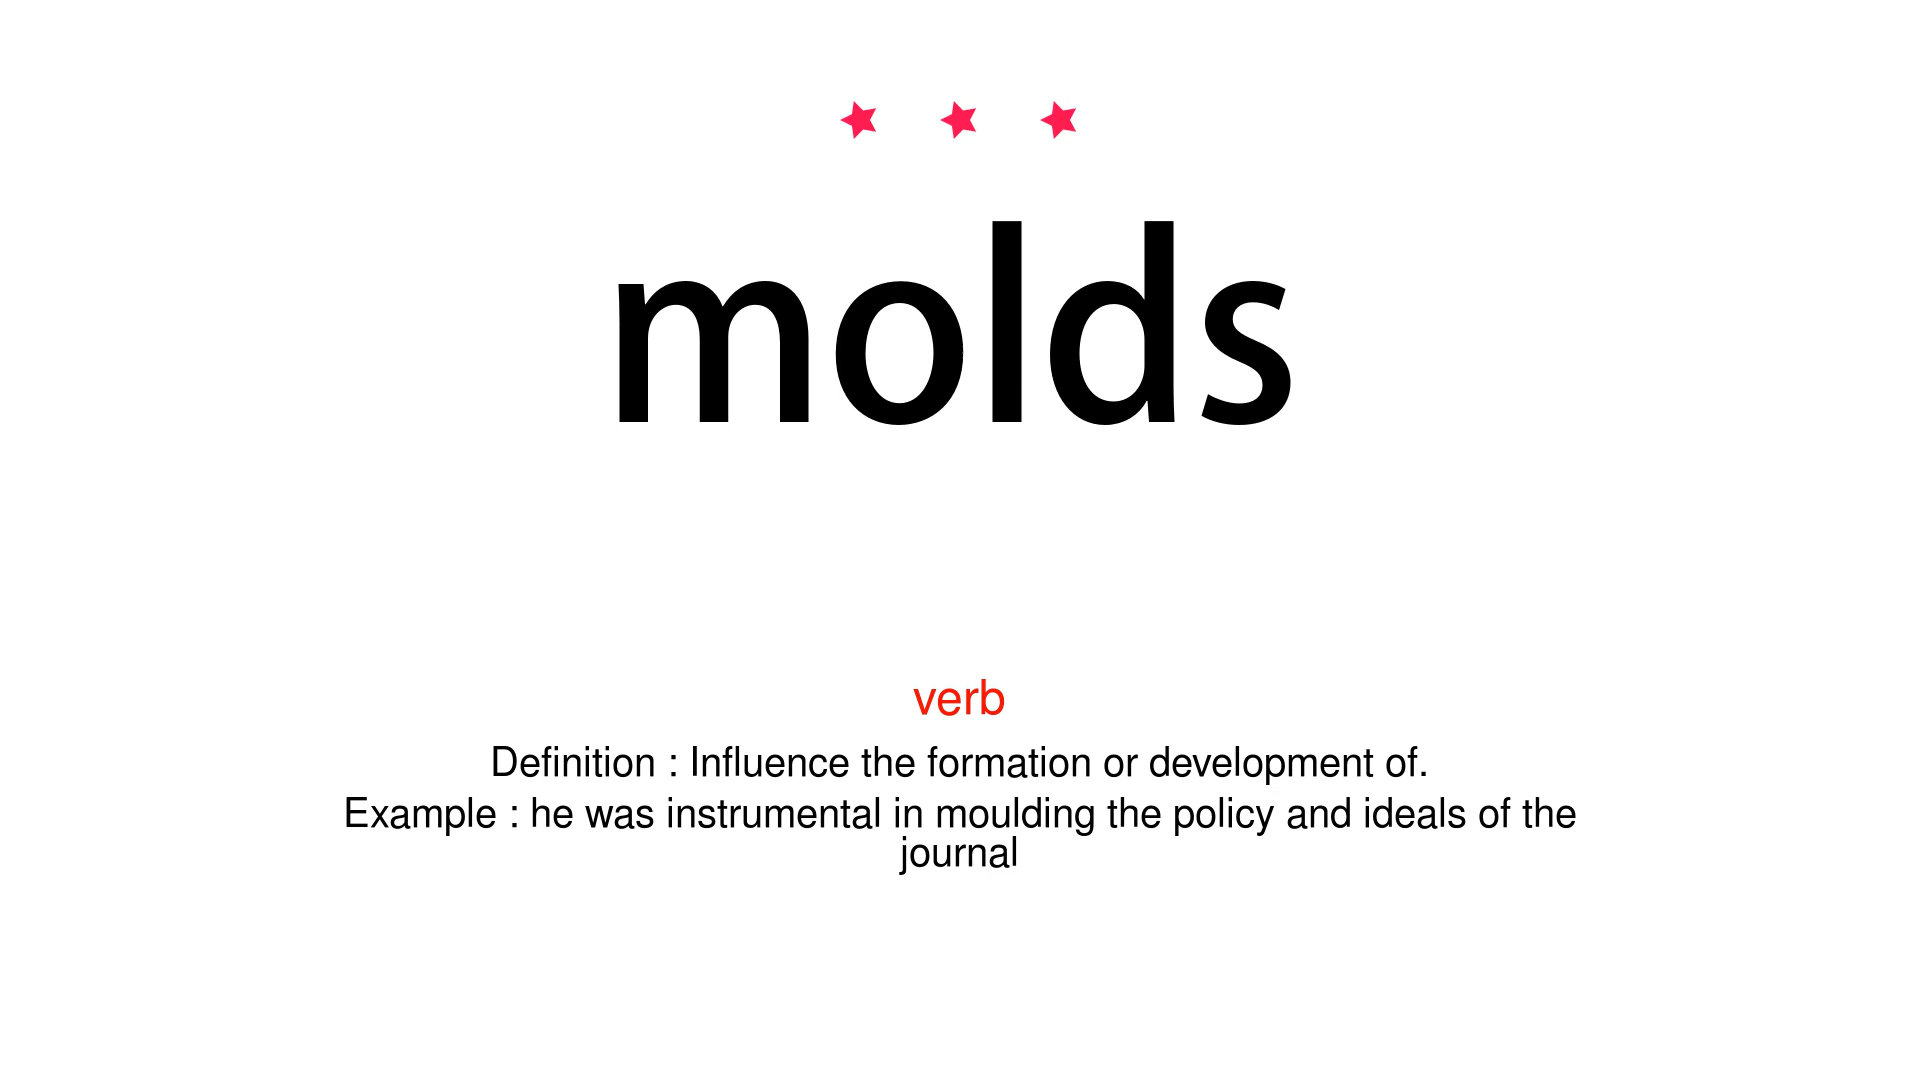 molds
verb
Definition : Influence the formation or development of.
Example : he was instrumental in moulding the policy and ideals of the
journal